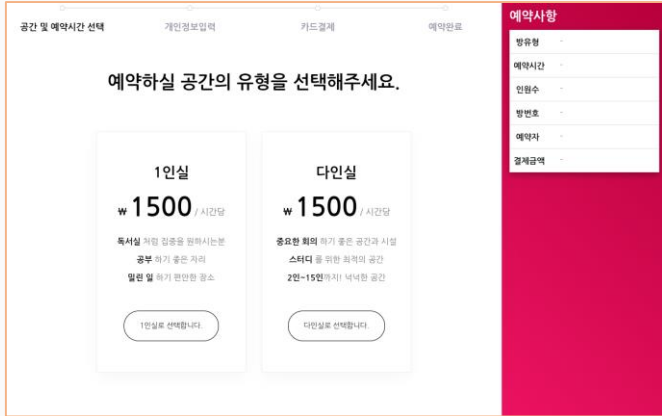 공간 및 예약시간 선택
개인정보입력
카드결제
예약완료
예약하실 공간의 유형을 선택해주세요.
1인실
₩ 1500 / 시간당
독서실 처럼 집중을 원하시는분
공부 하기 좋은 자리
밀린 일 하기 편안한 장소
1인실로 선택합니다.
다인실
₩ 1500 / 시간당
중요한 회의 하기 좋은 공간과 시설
스터디 를 위한 최적의 공간
2인~15인까지! 넉넉한 공간
다인실로 선택합니다.
예약사항
방유형 -
예약시간 -
인원수 -
방번호 -
예약자 -
결제금액 -